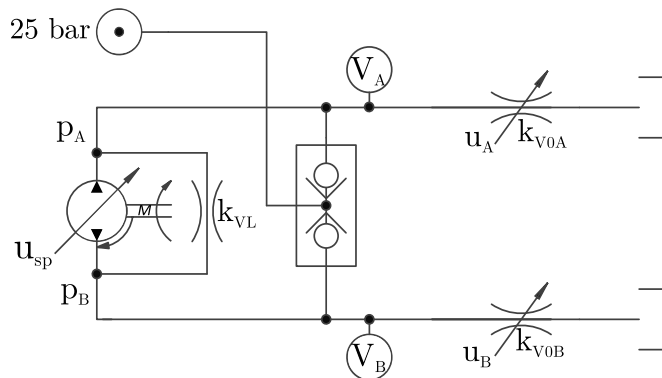 25 bar
V_A
p_A
u_A
k_V0A
M
k_VL
u_sp
p_B
V_B
u_B
k_V0B